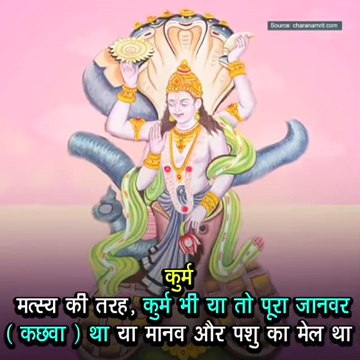 Source: charanamrit.com
कुर्म
मत्स्य की तरह, कुर्म भी या तो पूरा जानवर
( कछवा ) था या मानव और पशु का मेल था